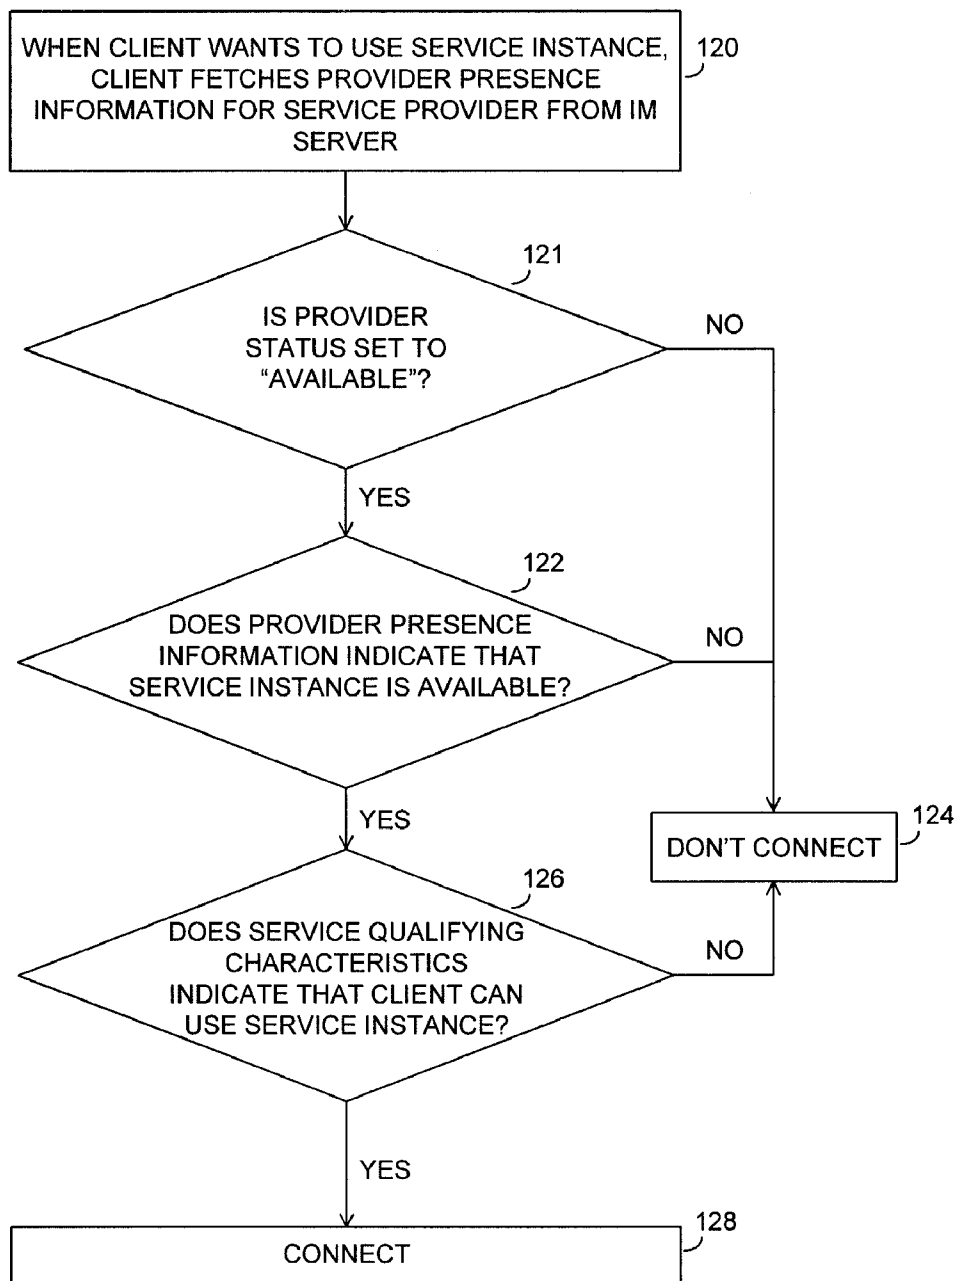 WHEN CLIENT WANTS TO USE SERVICE INSTANCE,
CLIENT FETCHES PROVIDER PRESENCE
INFORMATION FOR SERVICE PROVIDER FROM IM
SERVER
120
121
IS PROVIDER
STATUS SET TO
“AVAILABLE”?
NO
YES
122
DOES PROVIDER PRESENCE
INFORMATION INDICATE THAT
SERVICE INSTANCE IS AVAILABLE?
NO
YES
124
DON'T CONNECT
126
DOES SERVICE QUALIFYING
CHARACTERISTICS
INDICATE THAT CLIENT CAN
USE SERVICE INSTANCE?
NO
YES
128
CONNECT